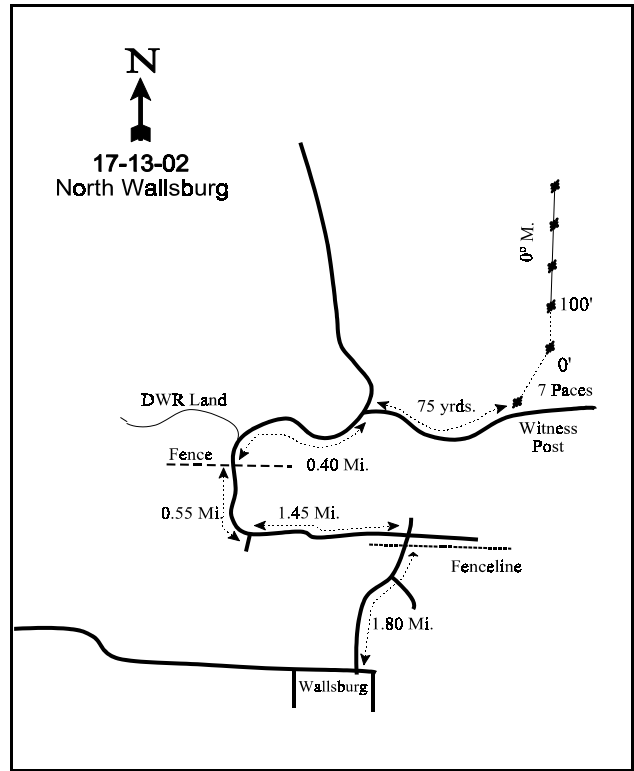 N
17-13-02
North Wallsburg
0° M.
100'
0'
7 Paces
DWR Land
75 yrds.
Witness
Post
Fence
0.40 Mi.
0.55 Mi.
1.45 Mi.
Fenceline
1.80 Mi.
Wallsburg